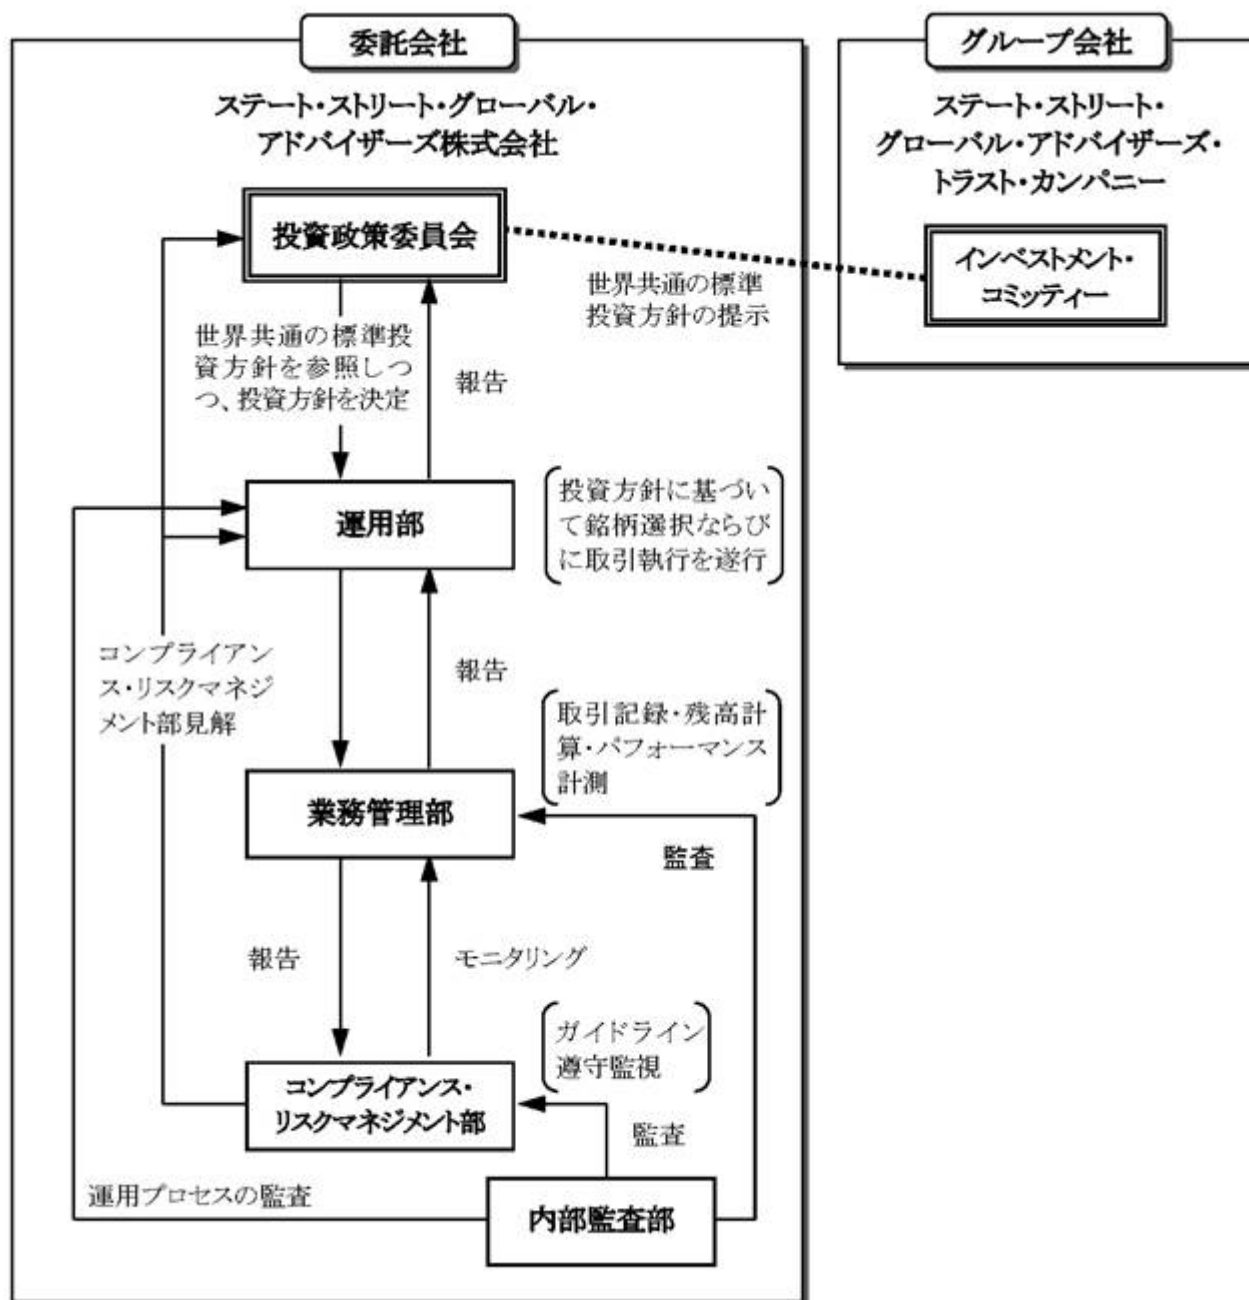 委託会社
ステート・ストリート・グローバル・
アドバイザーズ株式会社
グループ会社
ステート・ストリート・
グローバル・アドバイザーズ・
トラスト・カンパニー
投資政策委員会
インベストメント・
コミッティー
世界共通の標準
投資方針の提示
世界共通の標準投
資方針を参照しつ
つ、投資方針を決定
報告
運用部
投資方針に基づい
て銘柄選択ならび
に取引執行を遂行
コンプライアン
ス・リスクマネジ
メント部見解
報告
取引記録・残高計
算・パフォーマンス
計測
業務管理部
監査
報告
モニタリング
ガイドライン
遵守監視
コンプライアンス・
リスクマネジメント部
監査
運用プロセスの監査
内部監査部